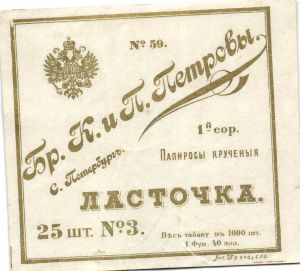 № 59.
Бр. К. и П. Петровы
С. Петербургъ.
1й сор.
Папиросы крученыя
ЛАСТОЧКА.
25 шт. №3.
Вѣсъ табаку въ 1000 шт.
1 Фун. 40 зол.